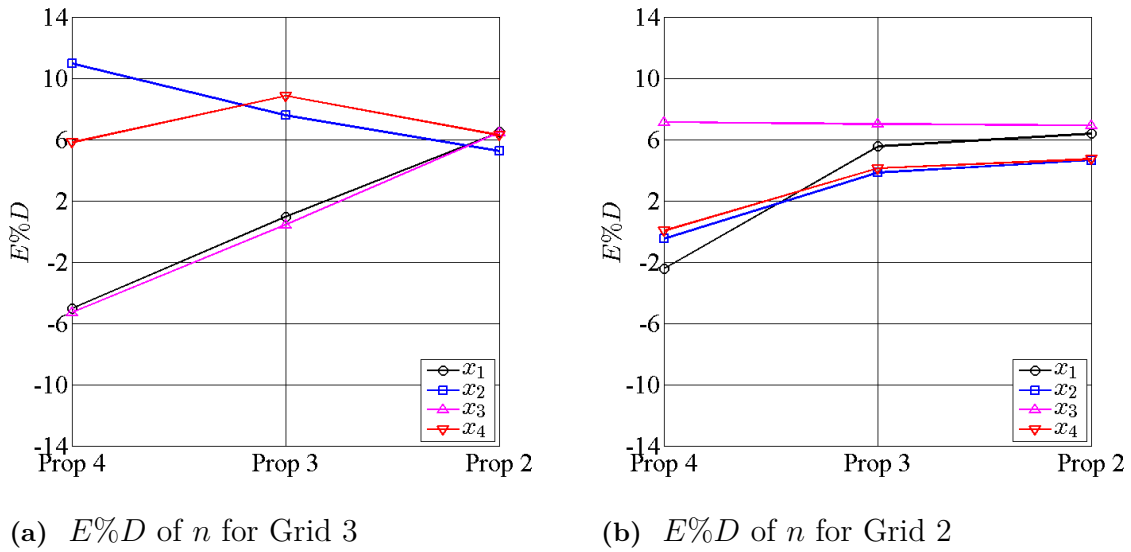 14
10
6
2
-2
-6
-10
-14
E%D
Prop 4 Prop 3 Prop 2
x1
x2
x3
x4
(a) E%D of n for Grid 3
14
10
6
2
-2
-6
-10
-14
E%D
Prop 4 Prop 3 Prop 2
x1
x2
x3
x4
(b) E%D of n for Grid 2